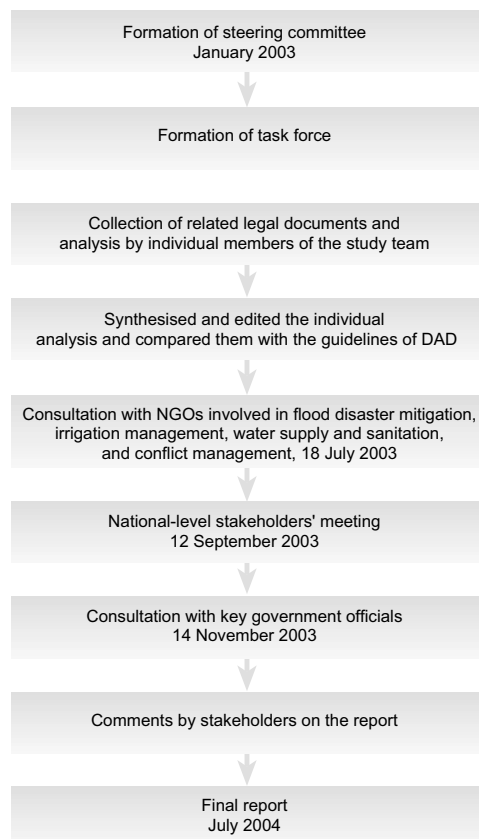 Formation of steering committee
January 2003
Formation of task force
Collection of related legal documents and
analysis by individual members of the study team
Synthesised and edited the individual
analysis and compared them with the guidelines of DAD
Consultation with NGOs involved in flood disaster mitigation,
irrigation management, water supply and sanitation,
and conflict management, 18 July 2003
National-level stakeholders' meeting
12 September 2003
Consultation with key government officials
14 November 2003
Comments by stakeholders on the report
Final report
July 2004